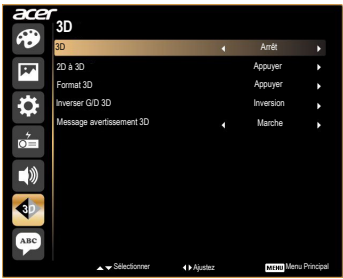 acer
3D
3D Arrêt
2D à 3D Appuyer
Format 3D Appuyer
Inverser G/D 3D Inversion
Message avertissement 3D Marche
3D
ABC
Sélectionner Ajustez MENU Menu Principal